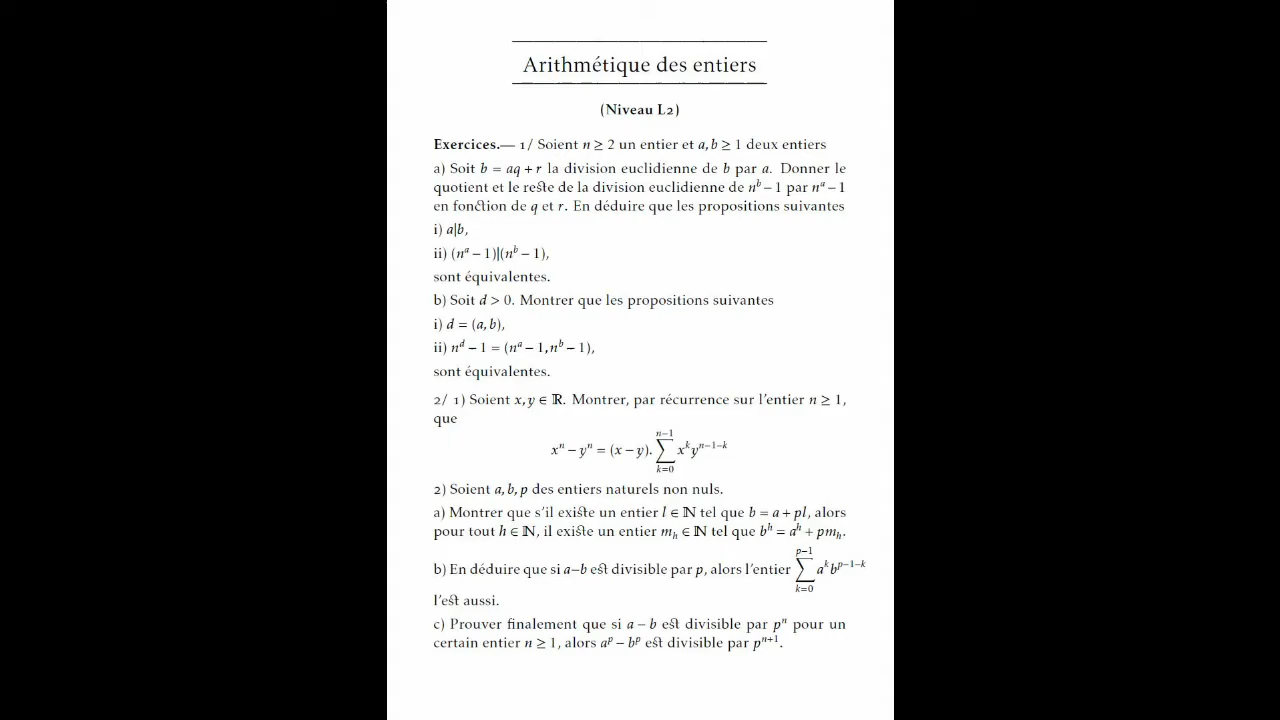 Arithmétique des entiers
(Niveau L2)
Exercices.— 1/ Soient n ≥ 2 un entier et a, b ≥ 1 deux entiers
a) Soit b = aq + r la division euclidienne de b par a. Donner le
quotient et le reste de la division euclidienne de n^b − 1 par n^a − 1
en fonction de q et r. En déduire que les propositions suivantes
i) a|b,
ii) (n^a − 1)|(n^b − 1),
sont équivalentes.
b) Soit d > 0. Montrer que les propositions suivantes
i) d = (a, b),
ii) n^d − 1 = (n^a − 1, n^b − 1),
sont équivalentes.
2/ 1) Soient x, y ∈ ℝ. Montrer, par récurrence sur l'entier n ≥ 1,
que
x^n − y^n = (x − y). ∑_{k=0}^{n−1} x^k y^{n−1−k}
2) Soient a, b, p des entiers naturels non nuls.
a) Montrer que s'il existe un entier l ∈ ℕ tel que b = a + pl, alors
pour tout h ∈ ℕ, il existe un entier m_h ∈ ℕ tel que b^h = a^h + pm_h.
b) En déduire que si a−b est divisible par p, alors l'entier ∑_{k=0}^{p−1} a^k b^{p−1−k}
l'est aussi.
c) Prouver finalement que si a − b est divisible par p^n pour un
certain entier n ≥ 1, alors a^p − b^p est divisible par p^{n+1}.